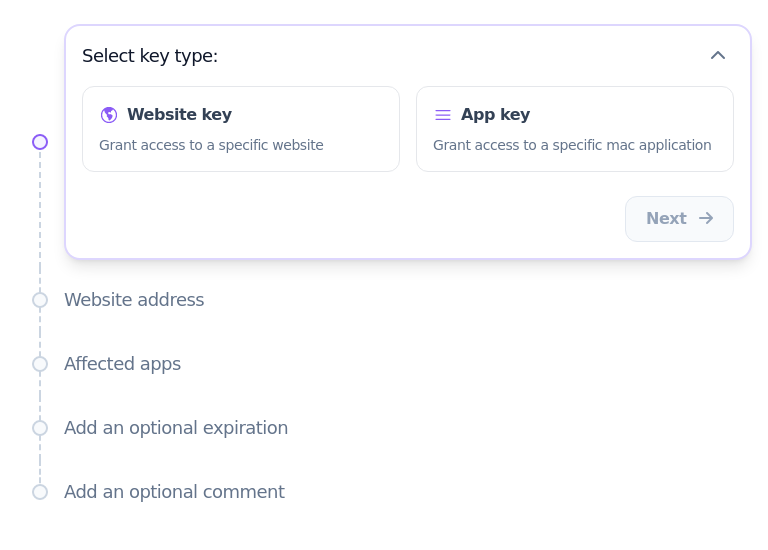 Select key type:
Website key
Grant access to a specific website
App key
Grant access to a specific mac application
Next
Website address
Affected apps
Add an optional expiration
Add an optional comment